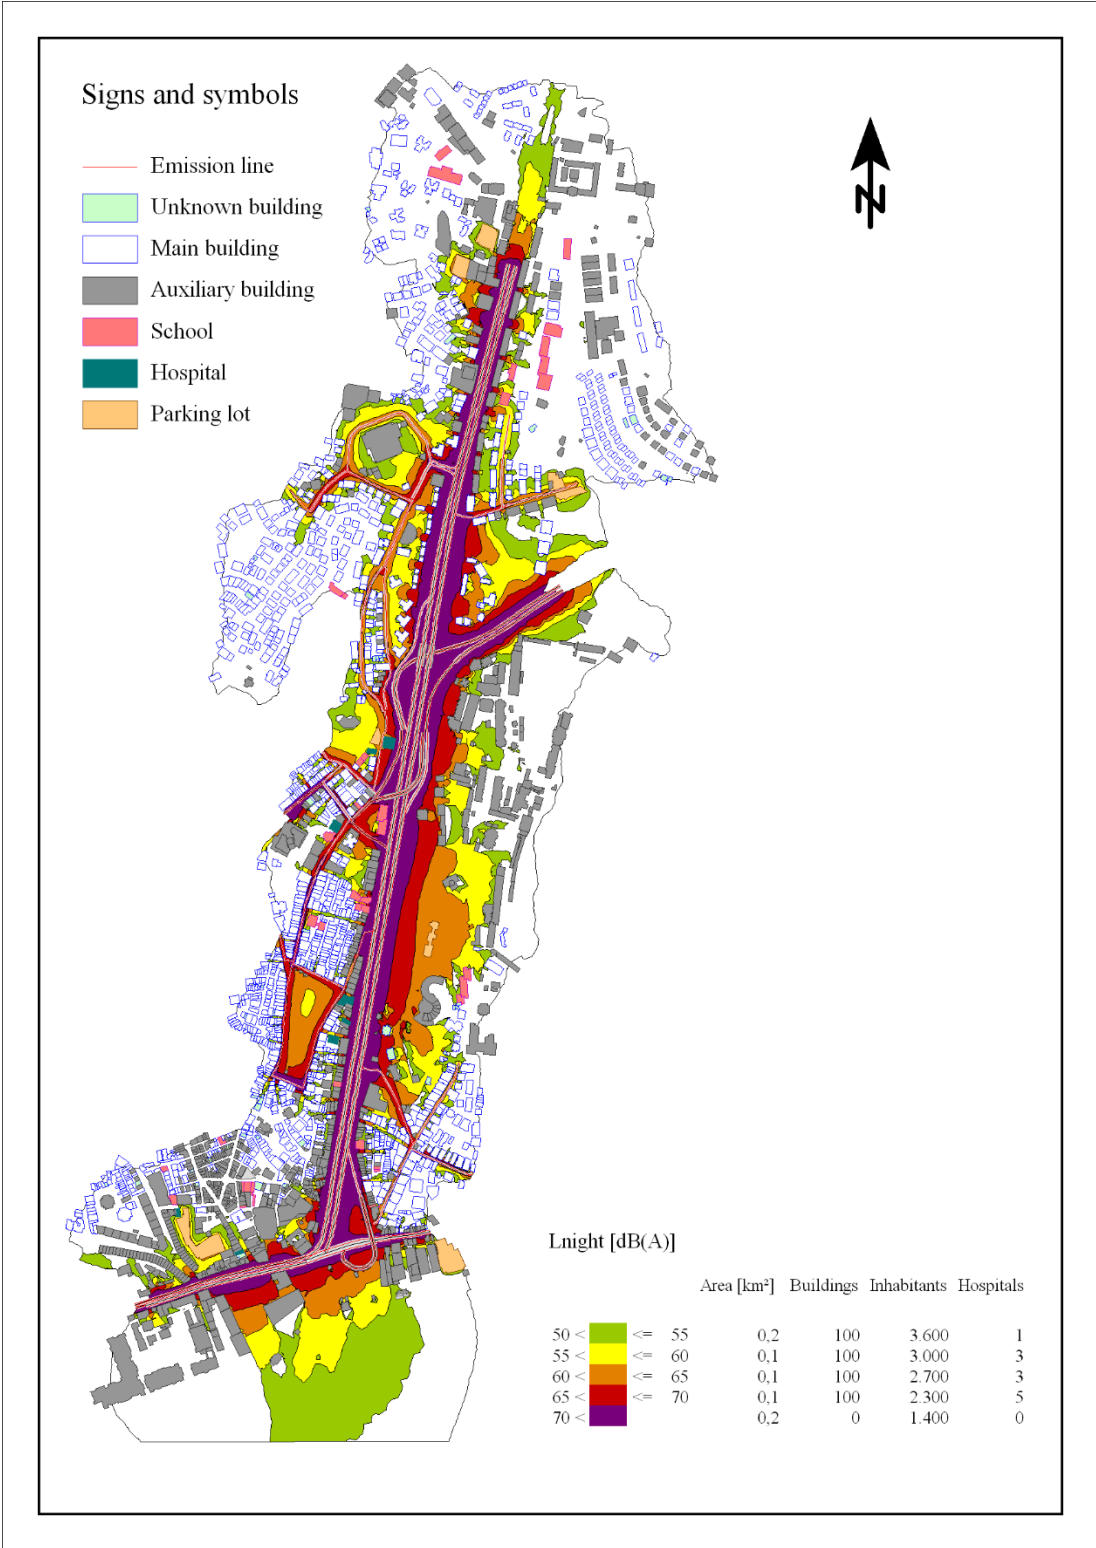 Signs and symbols
Emission line
Unknown building
Main building
Auxiliary building
School
Hospital
Parking lot
N
Lnight [dB(A)]
Area [km²] Buildings Inhabitants Hospitals
50 < <= 55 0,2 100 3.600 1
55 < <= 60 0,1 100 3.000 3
60 < <= 65 0,1 100 2.700 3
65 < <= 70 0,1 100 2.300 5
70 < 0,2 0 1.400 0